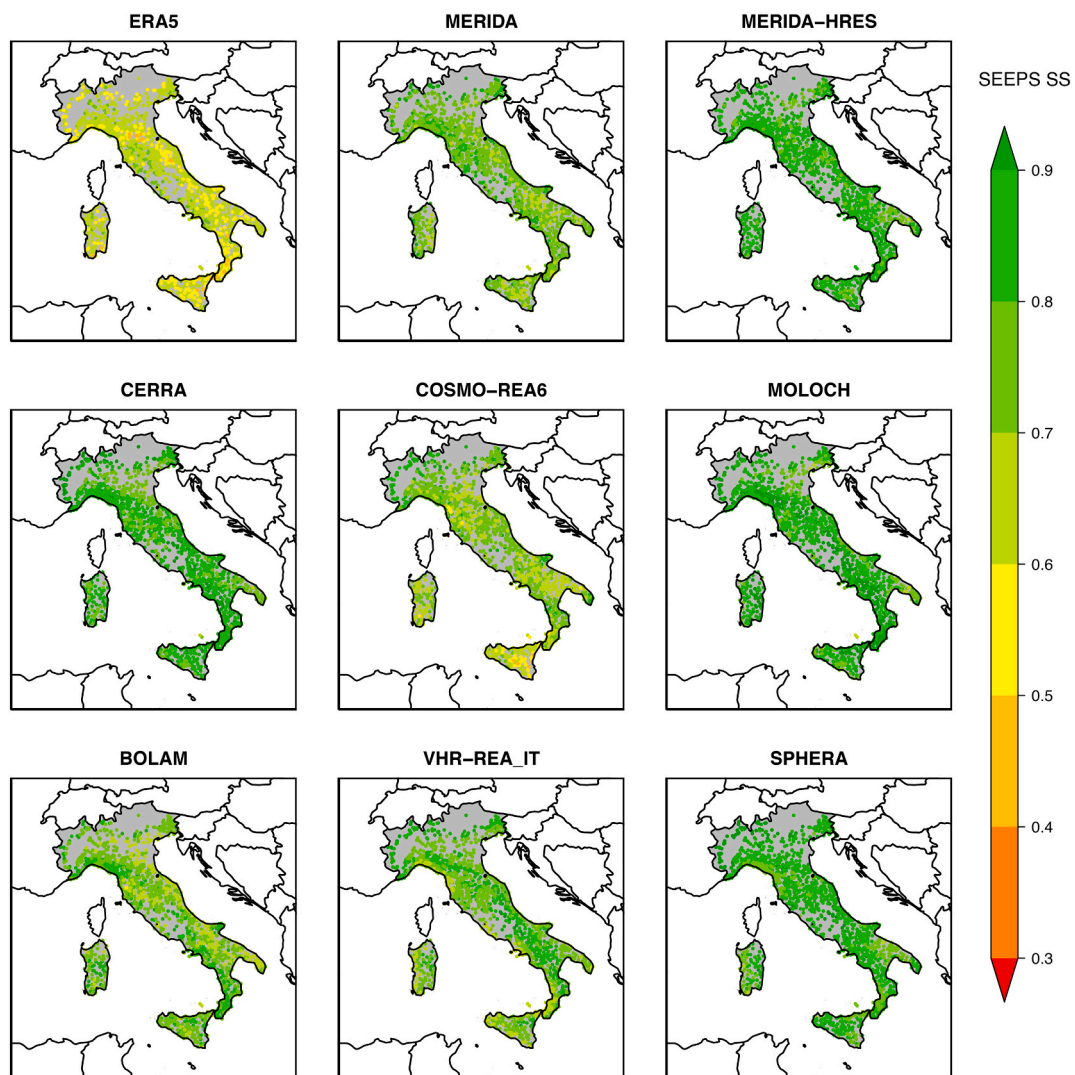 ERA5
MERIDA
MERIDA−HRES
SEEPS SS
CERRA
COSMO−REA6
MOLOCH
BOLAM
VHR−REA_IT
SPHERA
0.9
0.8
0.7
0.6
0.5
0.4
0.3